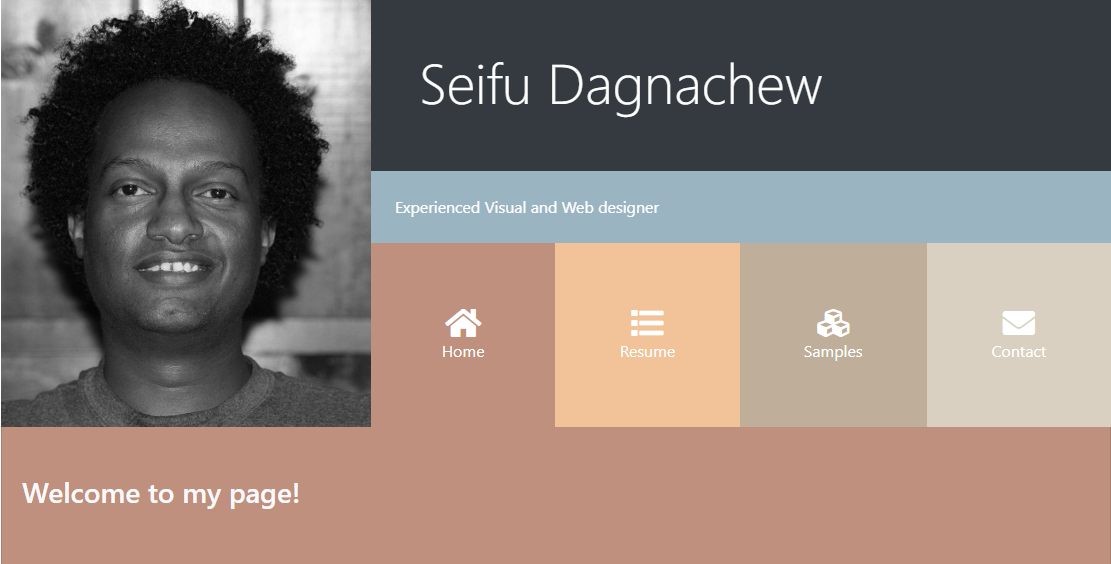 Seifu Dagnachew
Experienced Visual and Web designer
Home
Resume
Samples
Contact
Welcome to my page!